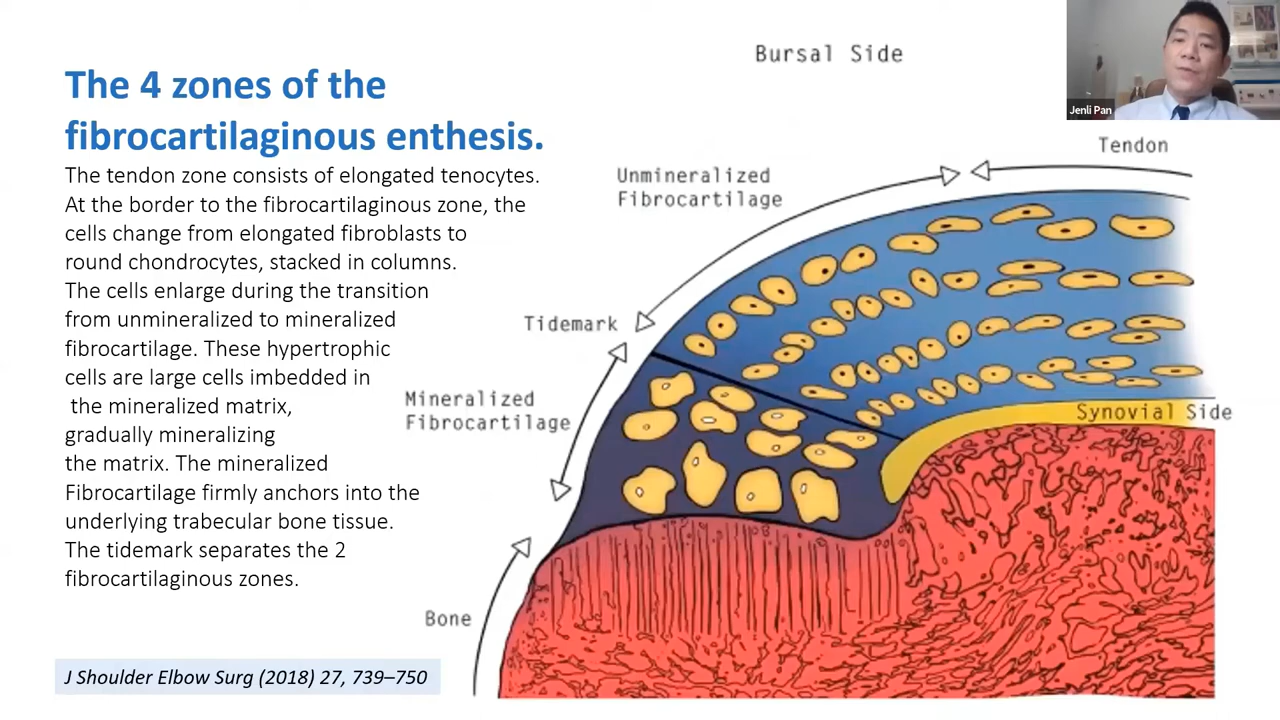 The 4 zones of the
fibrocartilaginous enthesis.
The tendon zone consists of elongated tenocytes.
At the border to the fibrocartilaginous zone, the
cells change from elongated fibroblasts to
round chondrocytes, stacked in columns.
The cells enlarge during the transition
from unmineralized to mineralized
fibrocartilage. These hypertrophic
cells are large cells imbedded in
the mineralized matrix,
gradually mineralizing
the matrix. The mineralized
Fibrocartilage firmly anchors into the
underlying trabecular bone tissue.
The tidemark separates the 2
fibrocartilaginous zones.
J Shoulder Elbow Surg (2018) 27, 739–750
Bursal Side
Jenli Pan
Tendon
Unmineralized
Fibrocartilage
Tidemark
Mineralized
Fibrocartilage
Synovial Side
Bone